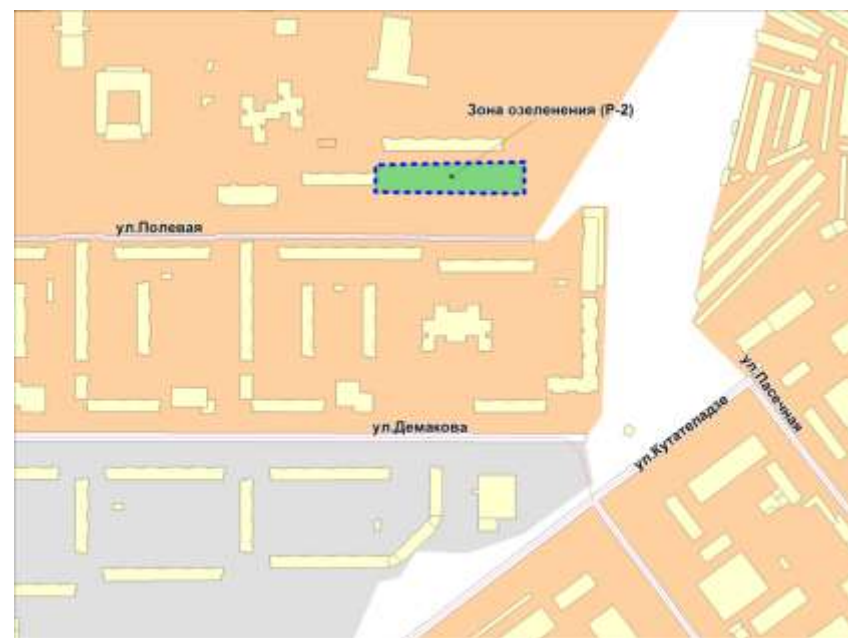 Зона озеленения (Р-2)
ул.Полевая
ул.Пасечная
ул.Демакова
ул.Кутателадзе